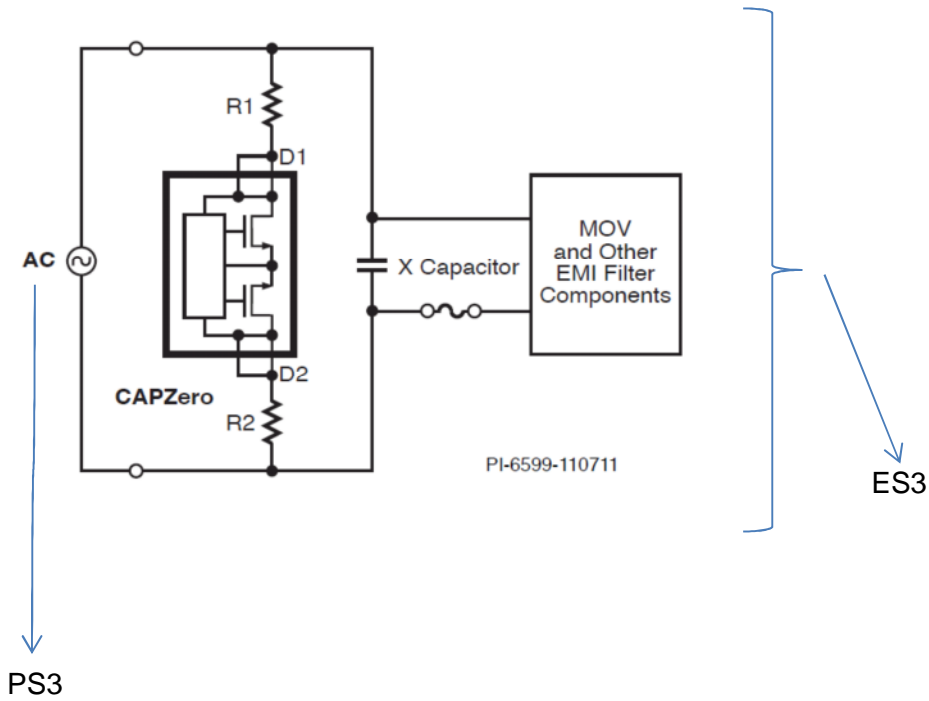 R1
D1
AC
X Capacitor
MOV
and Other
EMI Filter
Components
D2
CAPZero
R2
PI-6599-110711
ES3
PS3